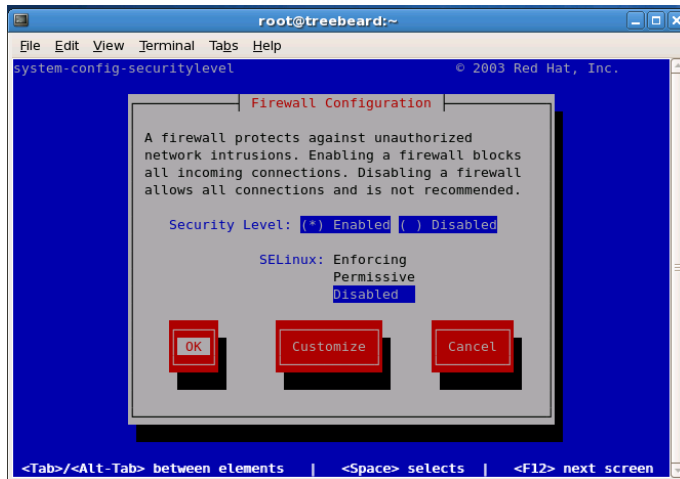 root@treebeard:~
File Edit View Terminal Tabs Help
system-config-securitylevel © 2003 Red Hat, Inc.
Firewall Configuration
A firewall protects against unauthorized
network intrusions. Enabling a firewall blocks
all incoming connections. Disabling a firewall
allows all connections and is not recommended.
Security Level: (*) Enabled ( ) Disabled
SELinux: Enforcing
Permissive
Disabled
OK Customize Cancel
<Tab>/<Alt-Tab> between elements | <Space> selects | <F12> next screen